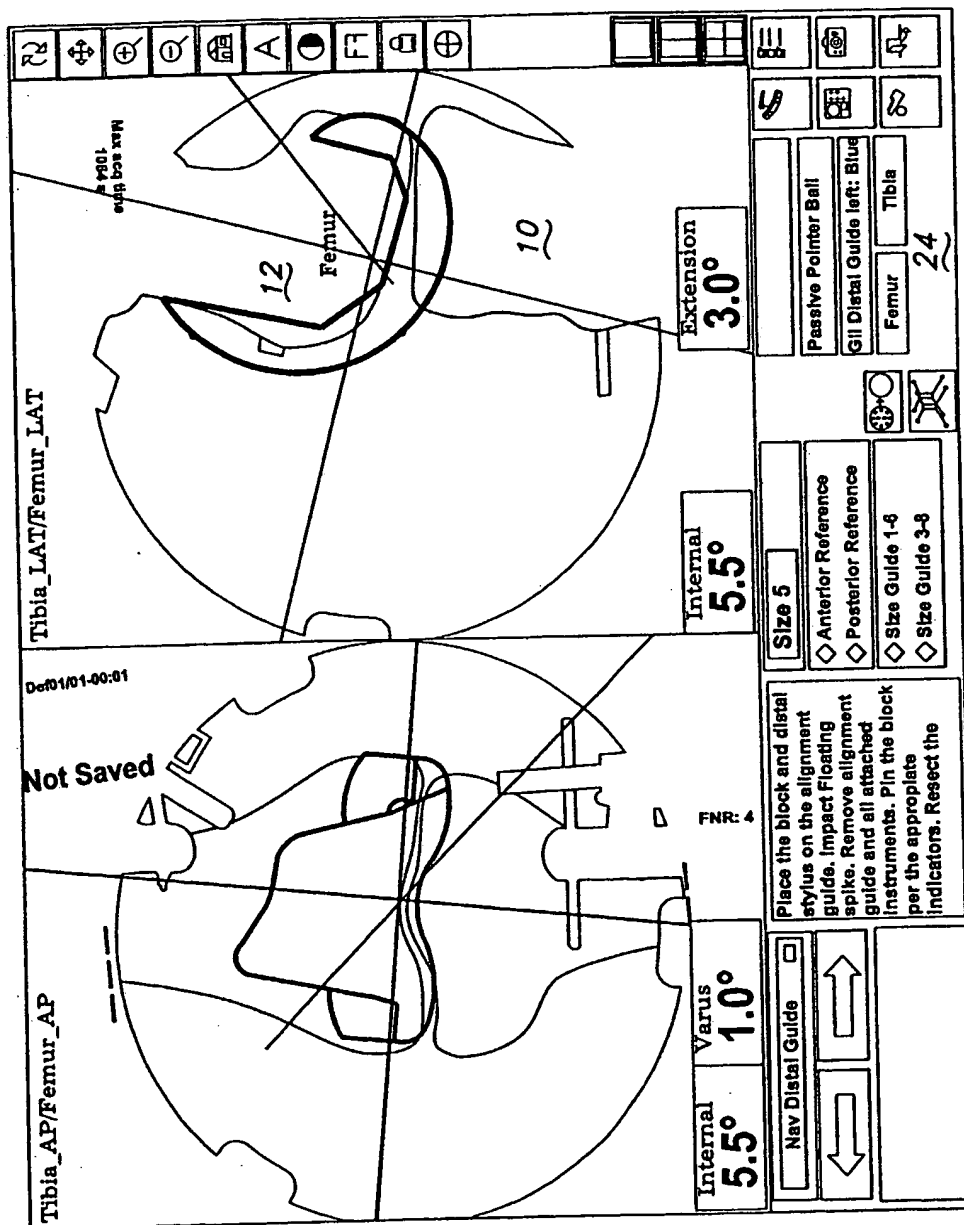 Tibia_AP/Femur_AP
Not Saved
Def01/01-00:01
FNR: 4
Internal
5.5°
Varus
1.0°
Tibia_LAT/Femur_LAT
Max acq time
1084 s
12
Femur
10
Internal
5.5°
Extension
3.0°
A
Nav Distal Guide
Place the block and distal
stylus on the alignment
guide. Impact Floating
spike. Remove alignment
guide and all attached
instruments. Pin the block
per the appropiate
indicators. Resect the
Size 5
Anterior Reference
Posterior Reference
Size Guide 1-6
Size Guide 3-8
Passive Pointer Ball
Gil Distal Guide left: Blue
Femur
Tibia
24